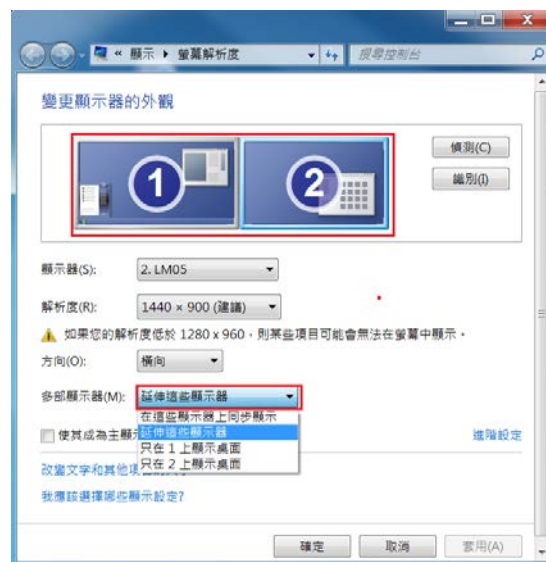 « 顯示 ▸ 螢幕解析度
搜尋控制台
變更顯示器的外觀
1
2
偵測(C)
識別(I)
顯示器(S): 2. LM05
解析度(R): 1440 × 900 (建議)
如果您的解析度低於 1280 x 960，則某些項目可能會無法在螢幕中顯示。
方向(O): 橫向
多部顯示器(M): 延伸這些顯示器
在這些顯示器上同步顯示
使其成為主顯 延伸這些顯示器 進階設定
只在 1 上顯示桌面
改變文字和其他 只在 2 上顯示桌面
我應該選擇哪些顯示設定?
確定 取消 套用(A)